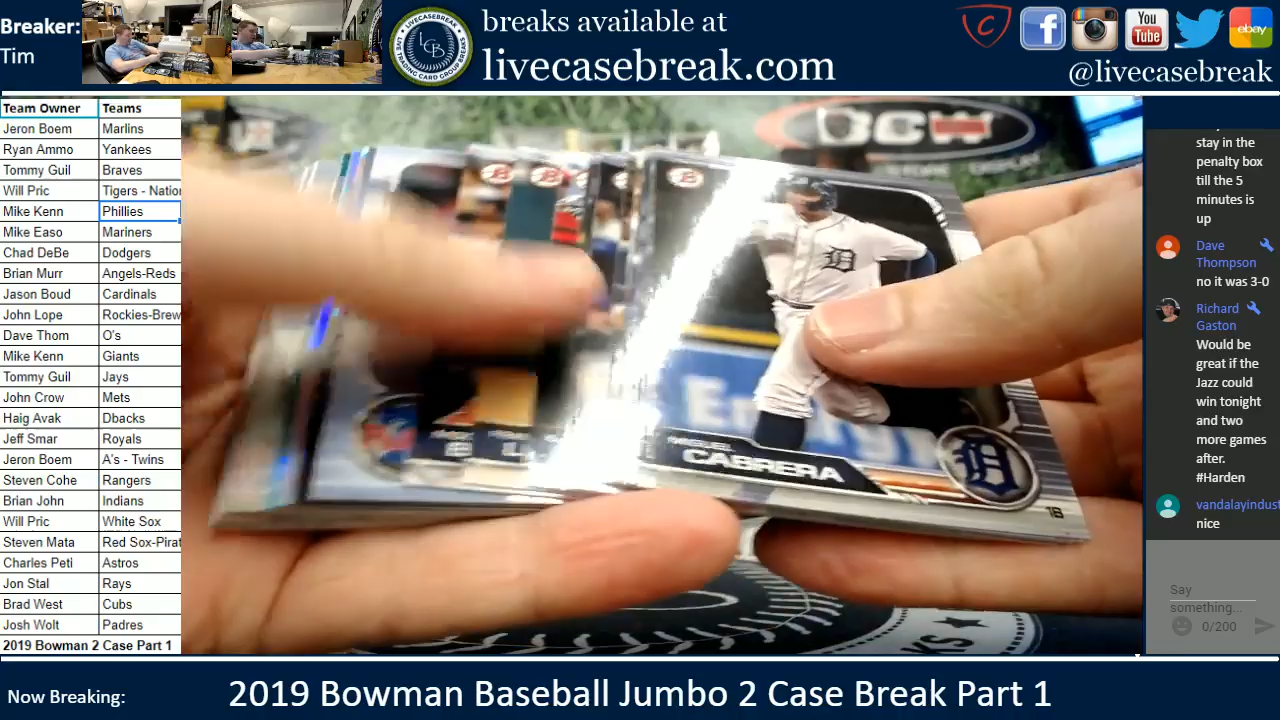 Breaker:
Tim
LCB
breaks available at
livecasebreak.com
You
Tube
ebay
@livecasebreak
Team Owner Teams
Jeron Boem Marlins
Ryan Ammo Yankees
Tommy Guil Braves
Will Pric Tigers - Nation
Mike Kenn Phillies
Mike Easo Mariners
Chad DeBe Dodgers
Brian Murr Angels-Reds
Jason Boud Cardinals
John Lope Rockies-Brew
Dave Thom O's
Mike Kenn Giants
Tommy Guil Jays
John Crow Mets
Haig Avak Dbacks
Jeff Smar Royals
Jeron Boem A's - Twins
Steven Cohe Rangers
Brian John Indians
Will Pric White Sox
Steven Mata Red Sox-Pirat
Charles Peti Astros
Jon Stal Rays
Brad West Cubs
Josh Wolt Padres
2019 Bowman 2 Case Part 1
BCW
MIGUEL
CABRERA
D
stay in the
penalty box
till the 5
minutes is
up
Dave
Thompson
no it was 3-0
Richard
Gaston
Would be
great if the
Jazz could
win tonight
and two
more games
after.
#Harden
vandalayindust
nice
Say
something...
0/200
Now Breaking:
2019 Bowman Baseball Jumbo 2 Case Break Part 1